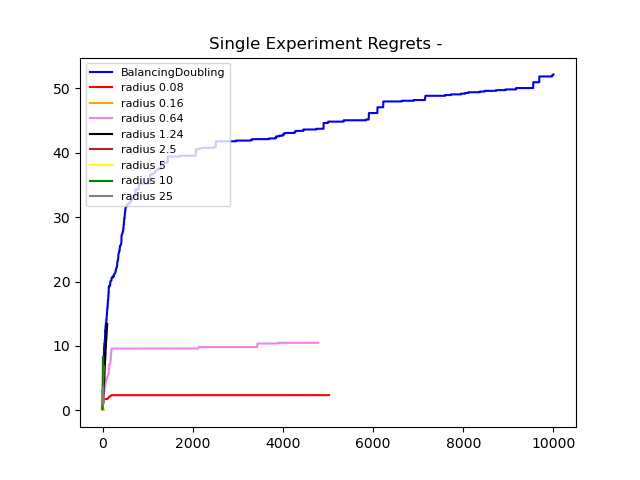 Single Experiment Regrets -
BalancingDoubling
radius 0.08
radius 0.16
radius 0.64
radius 1.24
radius 2.5
radius 5
radius 10
radius 25
50
40
30
20
10
0
0 2000 4000 6000 8000 10000